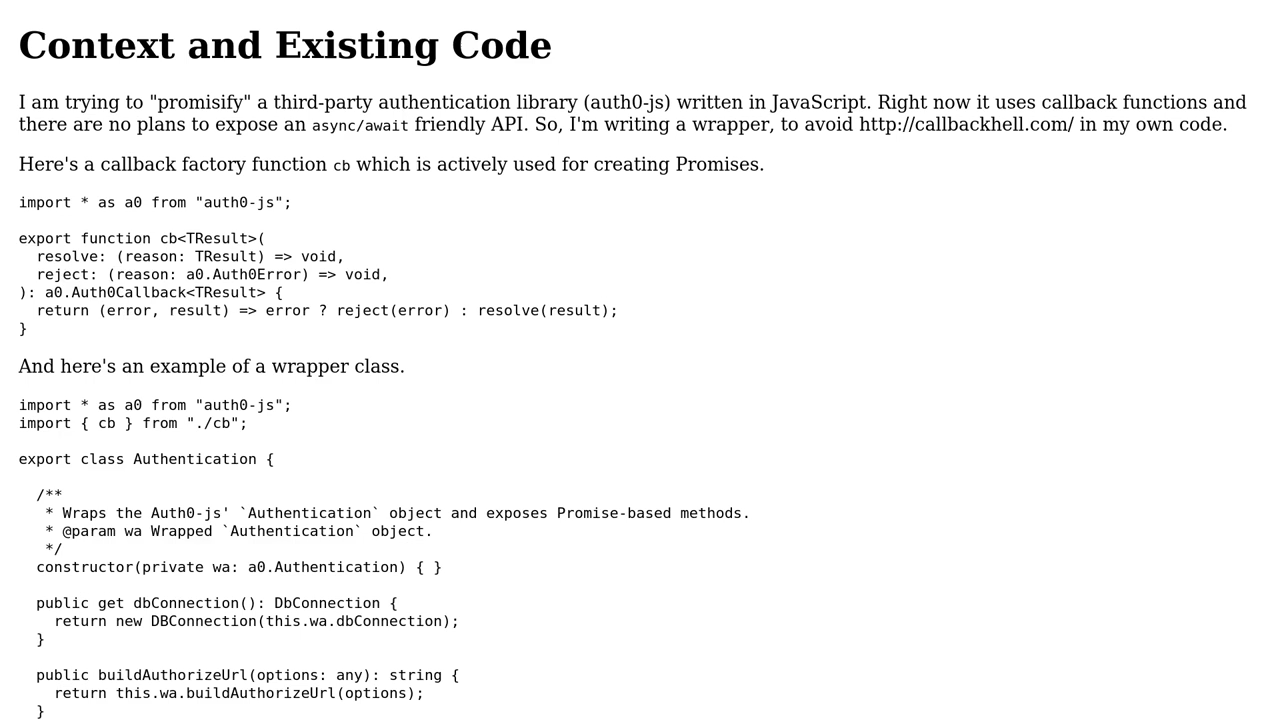 Context and Existing Code
I am trying to "promisify" a third-party authentication library (auth0-js) written in JavaScript. Right now it uses callback functions and
there are no plans to expose an async/await friendly API. So, I'm writing a wrapper, to avoid http://callbackhell.com/ in my own code.
Here's a callback factory function cb which is actively used for creating Promises.
import * as a0 from "auth0-js";
export function cb<TResult>(
  resolve: (reason: TResult) => void,
  reject: (reason: a0.Auth0Error) => void,
): a0.Auth0Callback<TResult> {
  return (error, result) => error ? reject(error) : resolve(result);
}
And here's an example of a wrapper class.
import * as a0 from "auth0-js";
import { cb } from "./cb";
export class Authentication {
  /**
   * Wraps the Auth0-js' `Authentication` object and exposes Promise-based methods.
   * @param wa Wrapped `Authentication` object.
   */
  constructor(private wa: a0.Authentication) { }
  public get dbConnection(): DbConnection {
    return new DBConnection(this.wa.dbConnection);
  }
  public buildAuthorizeUrl(options: any): string {
    return this.wa.buildAuthorizeUrl(options);
  }